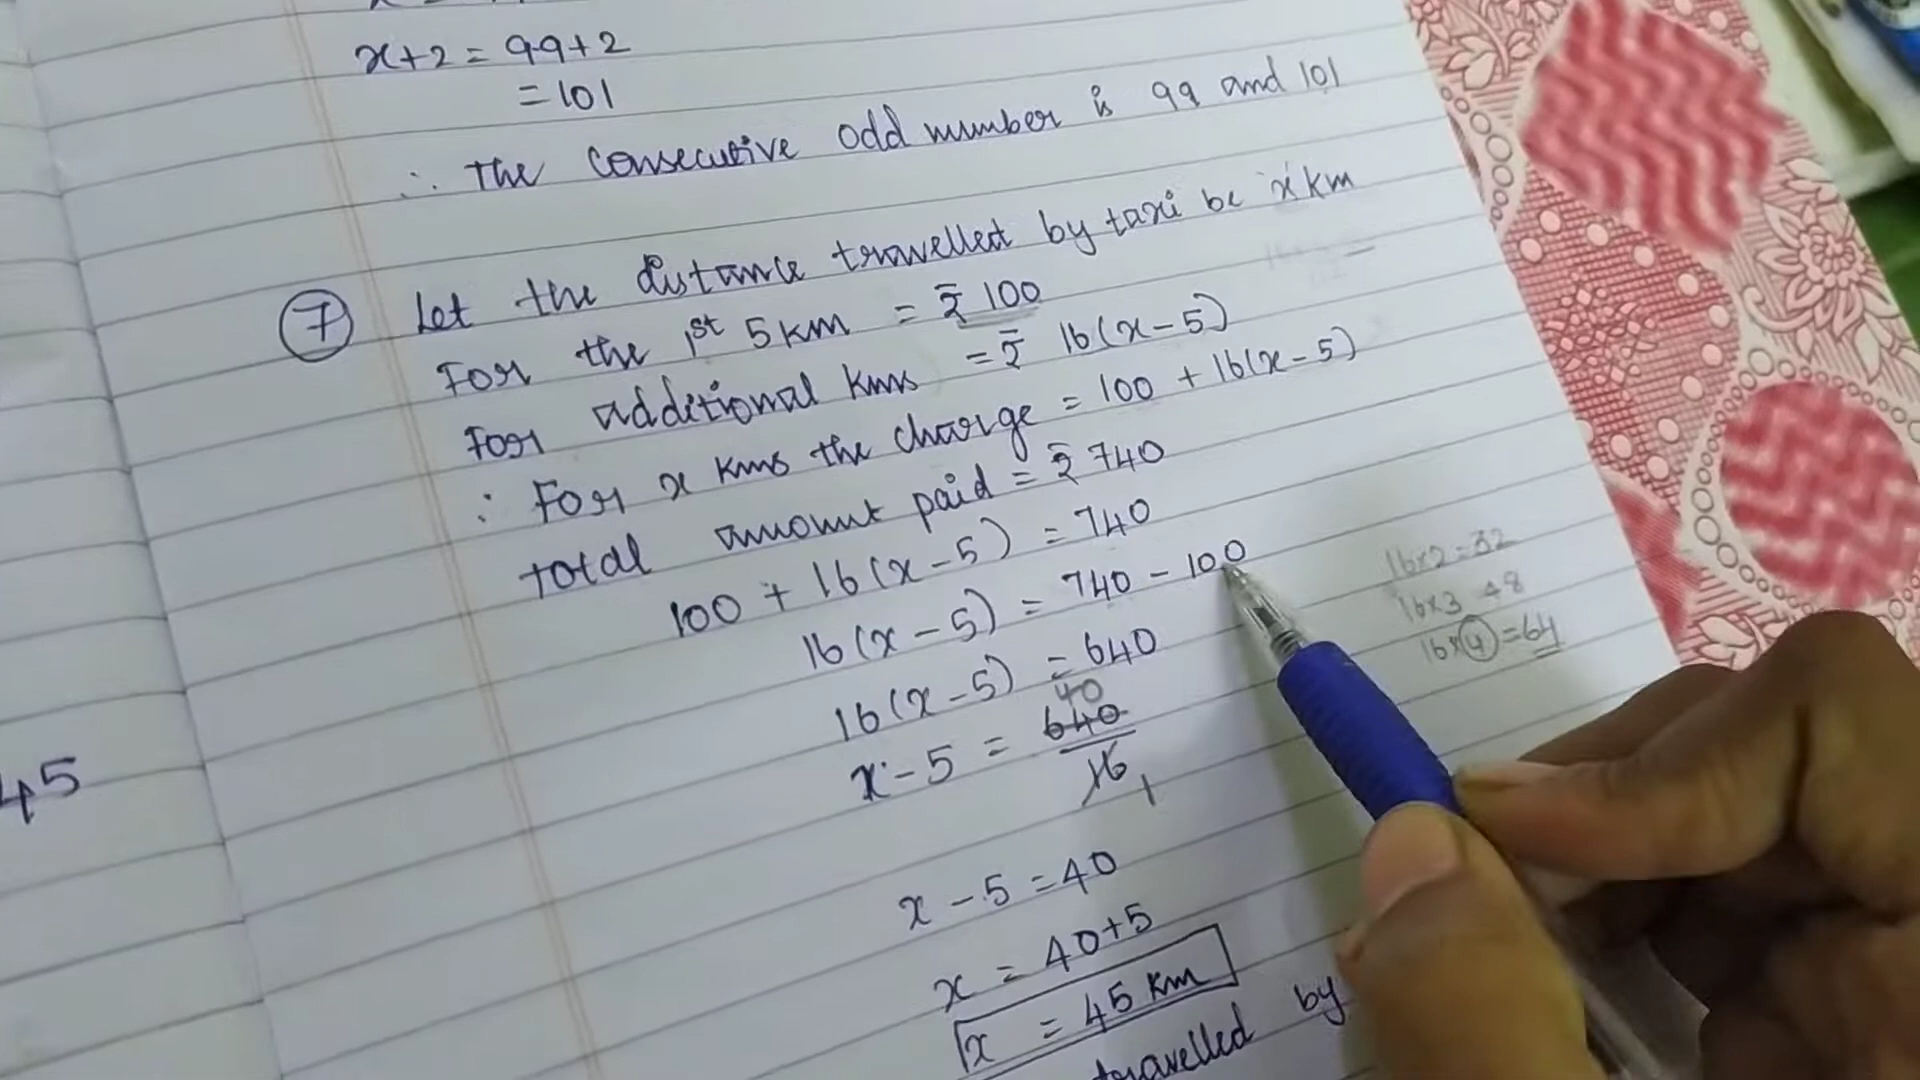 x+2 = 99+2
= 101
∴ The consecutive odd number is 99 and 101
7 Let the distance travelled by taxi be 'x' km
For the 1st 5 km = ₹ 100
For additional kms = ₹ 16(x-5)
∴ For x kms the charge = 100 + 16(x-5)
total amount paid = ₹ 740
100 + 16(x-5) = 740
16(x-5) = 740 - 100
16(x-5) = 640
x-5 = 640/16
40
1
x-5 = 40
x = 40+5
x = 45 km
travelled by
16×2=32
16×3 48
16×4=64
45